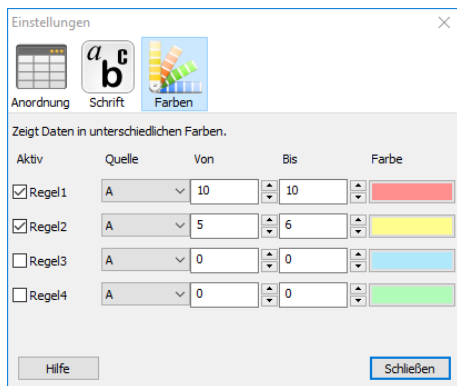 Einstellungen
a b c
Anordnung Schrift Farben
Zeigt Daten in unterschiedlichen Farben.
Aktiv Quelle Von Bis Farbe
Regel1 A 10 10
Regel2 A 5 6
Regel3 A 0 0
Regel4 A 0 0
Hilfe Schließen